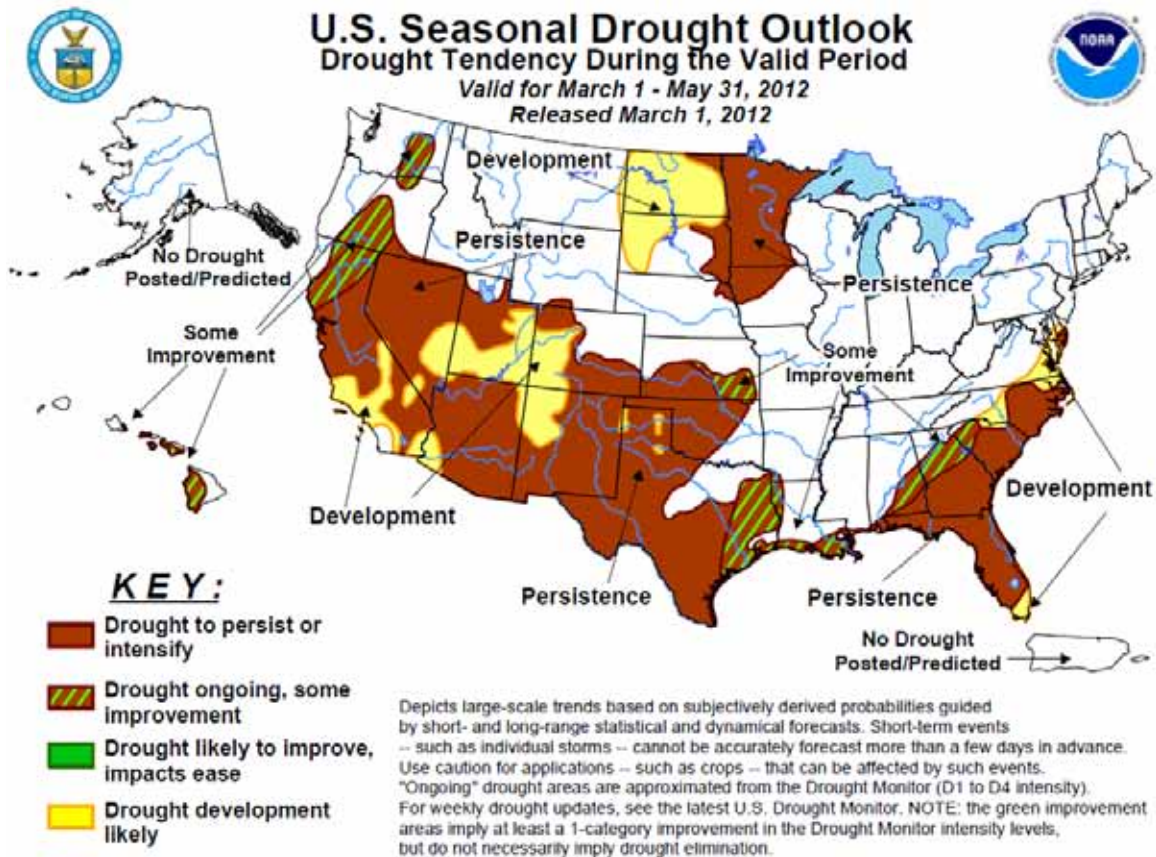 U.S. Seasonal Drought Outlook
Drought Tendency During the Valid Period
Valid for March 1 - May 31, 2012
Released March 1, 2012
NOAA
Development
No Drought
Posted/Predicted
Persistence
Persistence
Some
Improvement
Some
Improvement
Development
Development
Persistence
Persistence
No Drought
Posted/Predicted
KEY:
Drought to persist or
intensify
Drought ongoing, some
improvement
Drought likely to improve,
impacts ease
Drought development
likely
Depicts large-scale trends based on subjectively derived probabilities guided
by short- and long-range statistical and dynamical forecasts. Short-term events
-- such as individual storms -- cannot be accurately forecast more than a few days in advance.
Use caution for applications -- such as crops -- that can be affected by such events.
"Ongoing" drought areas are approximated from the Drought Monitor (D1 to D4 intensity).
For weekly drought updates, see the latest U.S. Drought Monitor. NOTE: the green improvement
areas imply at least a 1-category improvement in the Drought Monitor intensity levels,
but do not necessarily imply drought elimination.